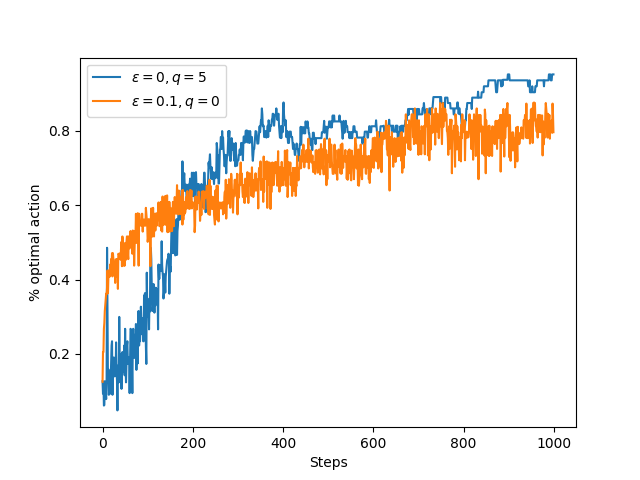 ε = 0, q = 5
ε = 0.1, q = 0
% optimal action
0.8
0.6
0.4
0.2
0 200 400 600 800 1000
Steps